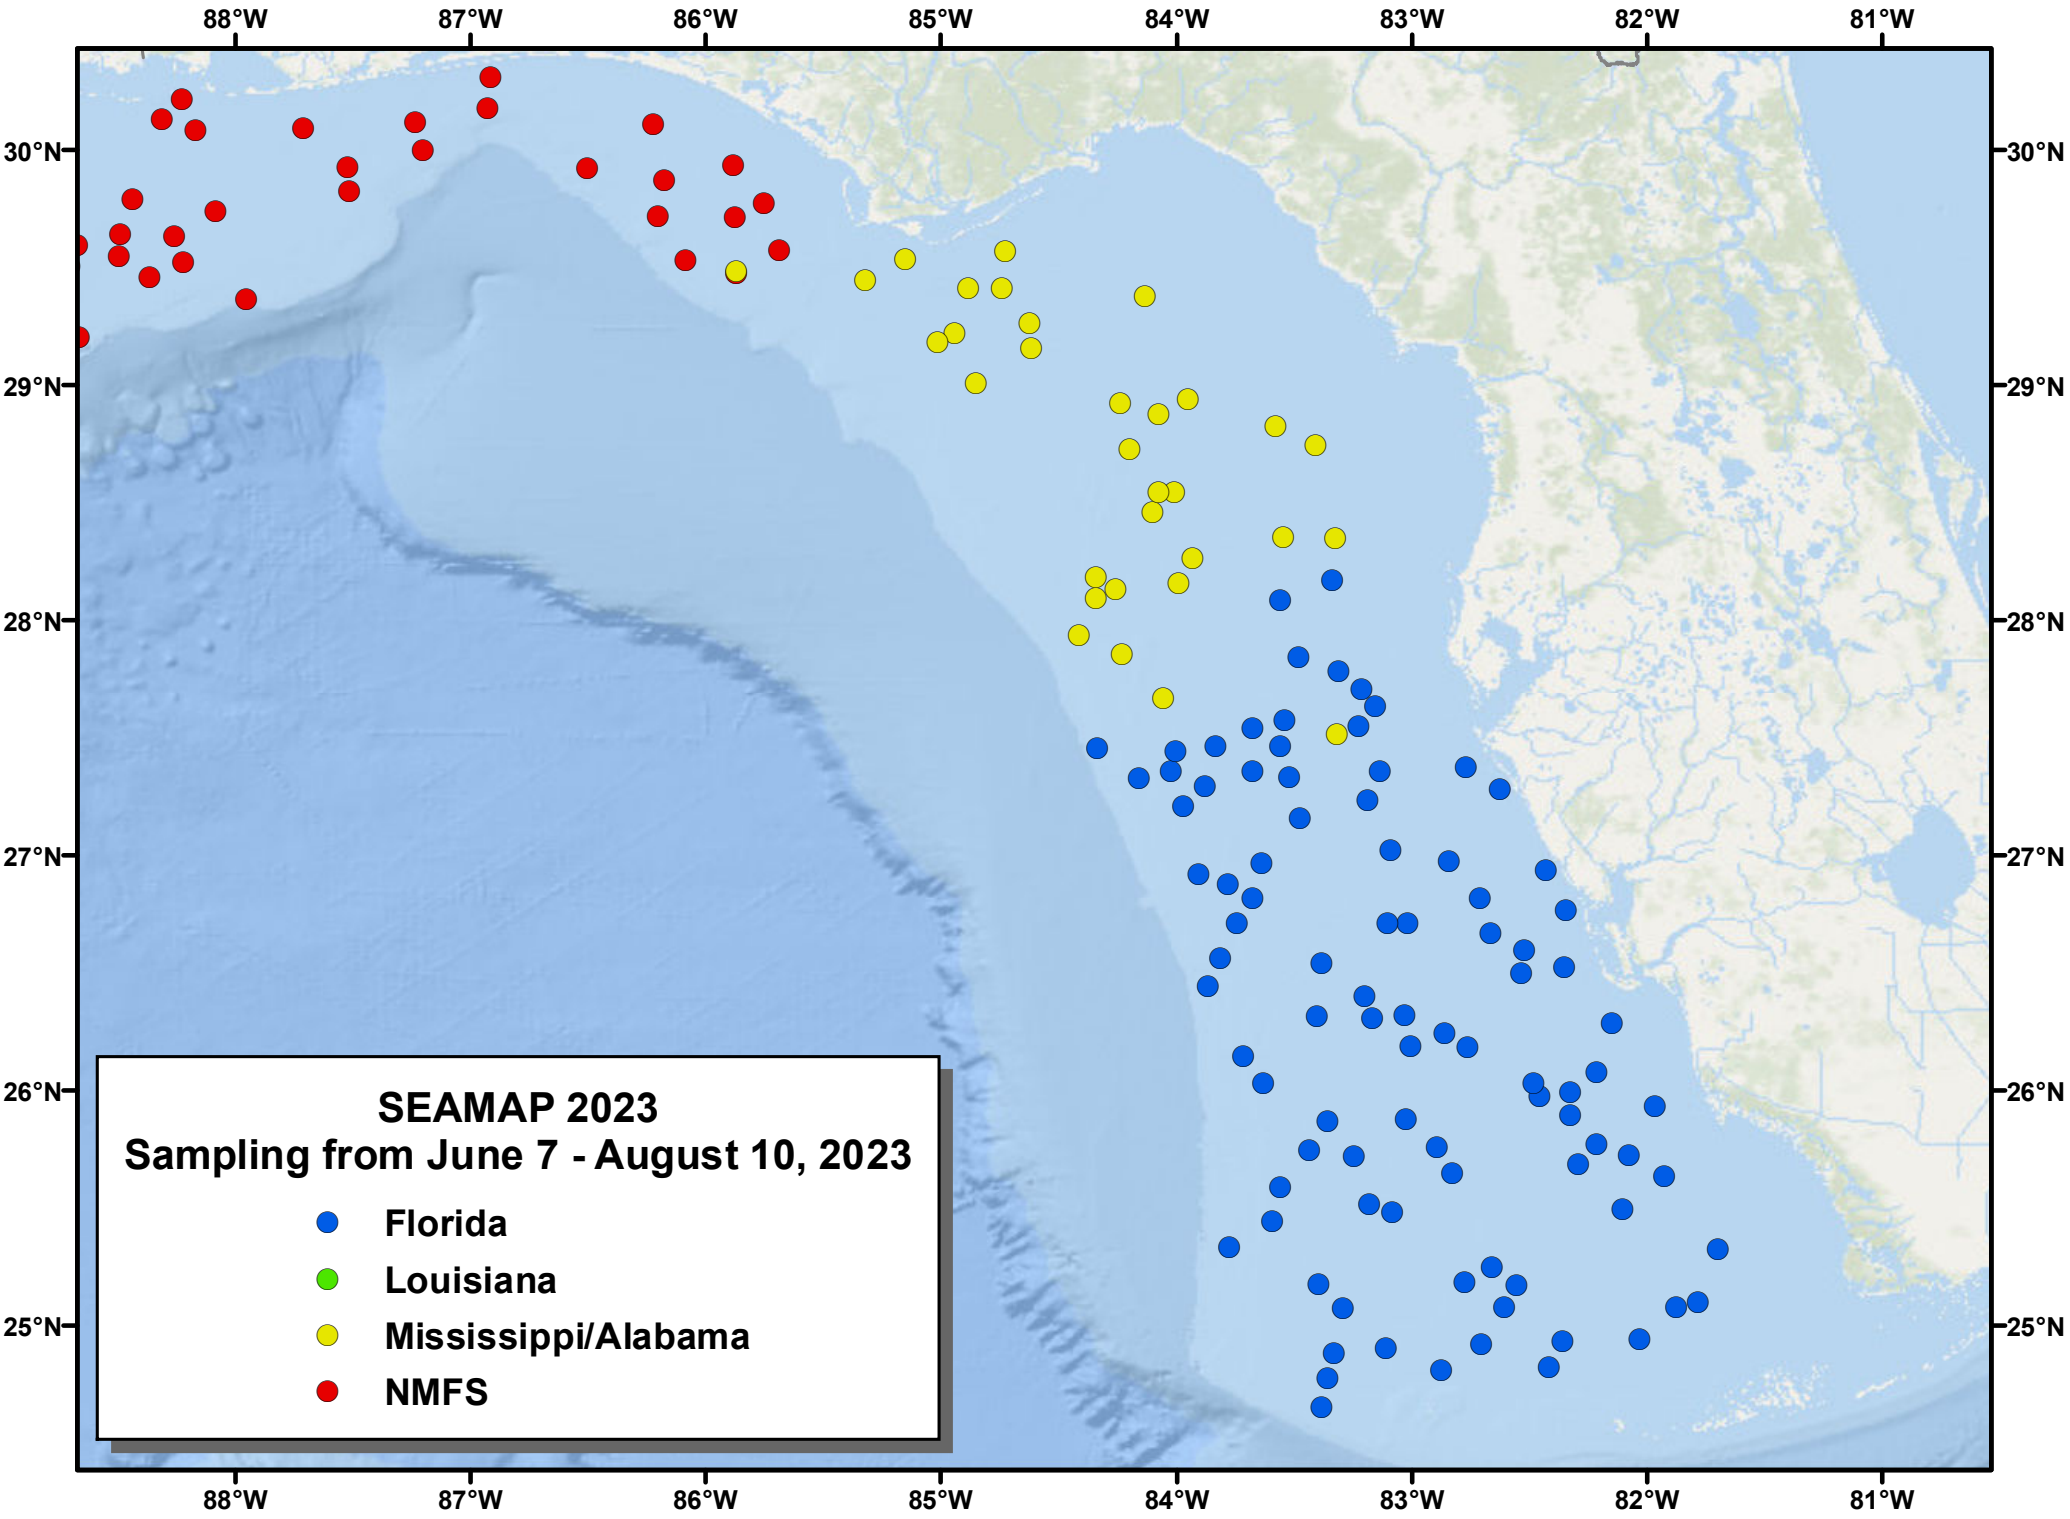 88°W 87°W 86°W 85°W 84°W 83°W 82°W 81°W
30°N 30°N
29°N 29°N
28°N 28°N
27°N 27°N
26°N 26°N
SEAMAP 2023
Sampling from June 7 - August 10, 2023
Florida
Louisiana
25°N 25°N
Mississippi/Alabama
NMFS
88°W 87°W 86°W 85°W 84°W 83°W 82°W 81°W